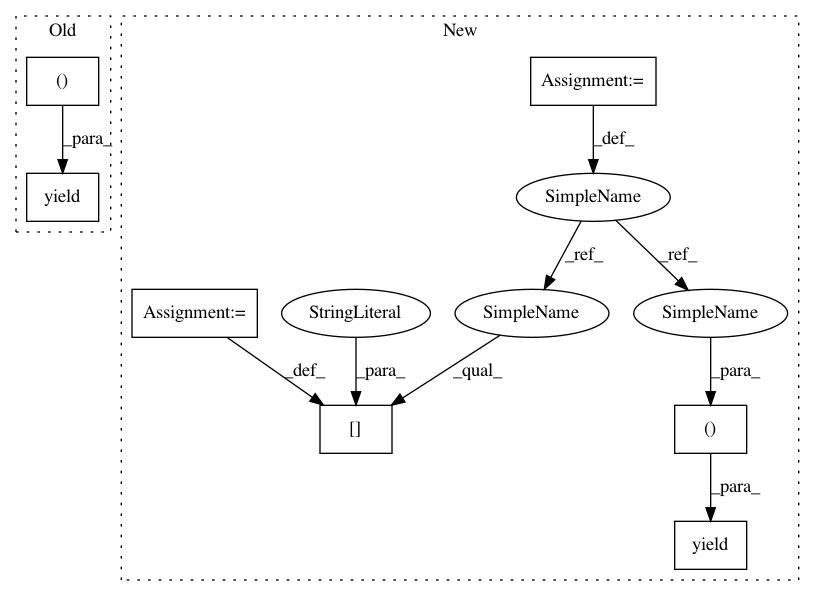 Old
New
()
Assignment:=
_para_
_def_
yield
SimpleName
_ref_
_ref_
Assignment:=
StringLiteral
SimpleName
SimpleName
_def_
_para_
_qual_
_para_
[]
()
_para_
yield